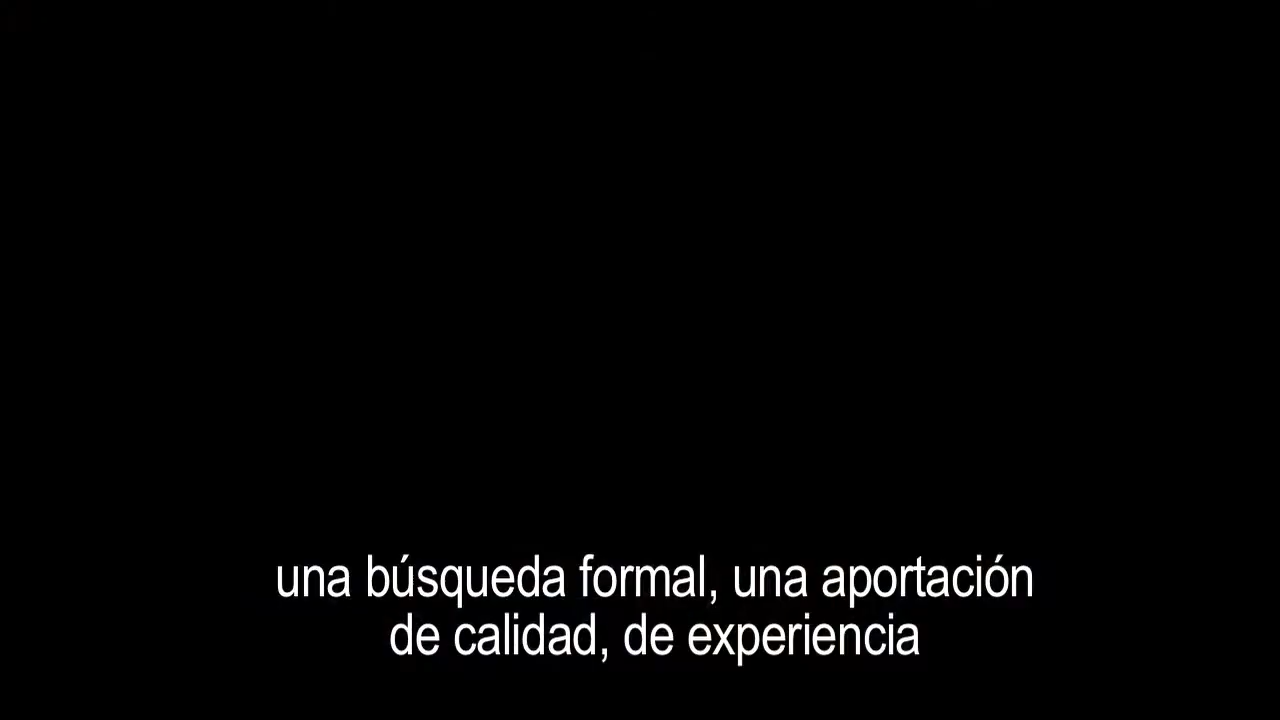 una búsqueda formal, una aportación
de calidad, de experiencia